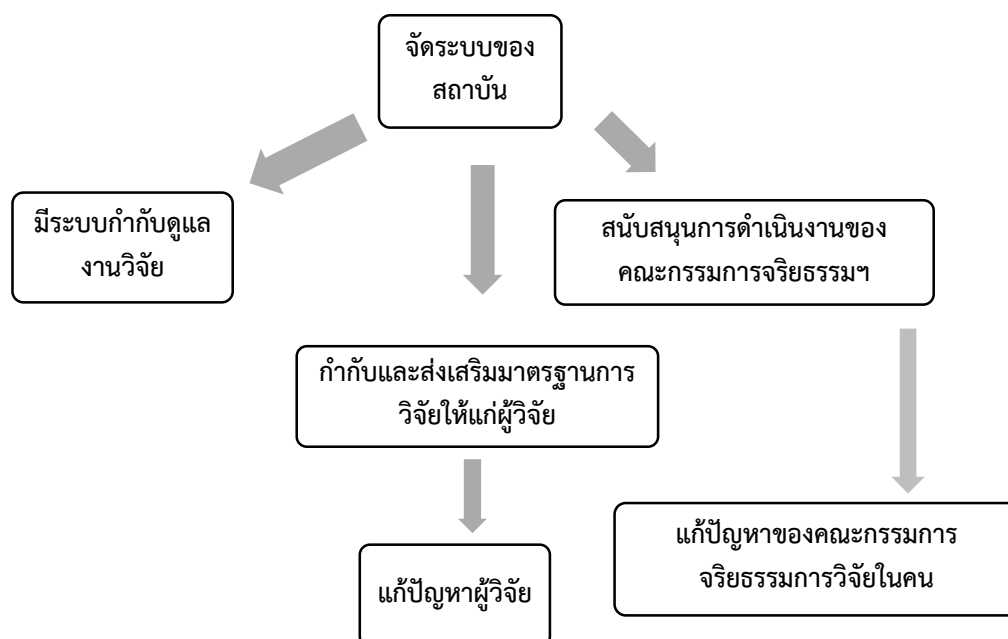 จัดระบบของ
สถาบัน
มีระบบกำกับดูแล
งานวิจัย
สนับสนุนการดำเนินงานของ
คณะกรรมการจริยธรรมฯ
กำกับและส่งเสริมมาตรฐานการ
วิจัยให้แก่ผู้วิจัย
แก้ปัญหาผู้วิจัย
แก้ปัญหาของคณะกรรมการ
จริยธรรมการวิจัยในคน